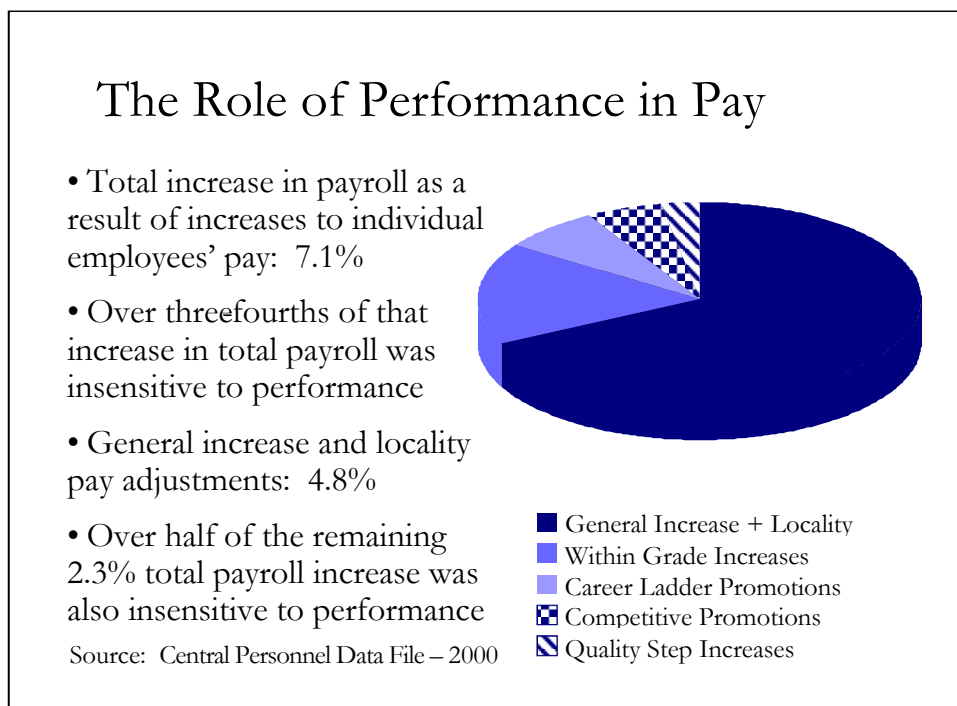 The Role of Performance in Pay
• Total increase in payroll as a
result of increases to individual
employees’ pay: 7.1%
• Over threefourths of that
increase in total payroll was
insensitive to performance
• General increase and locality
pay adjustments: 4.8%
• Over half of the remaining
2.3% total payroll increase was
also insensitive to performance
Source: Central Personnel Data File – 2000
General Increase + Locality
Within Grade Increases
Career Ladder Promotions
Competitive Promotions
Quality Step Increases